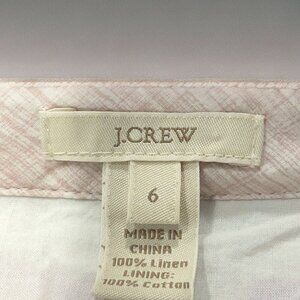 J.CREW
6
MADE IN
CHINA
100% Linen
LINING:
100% Cotton